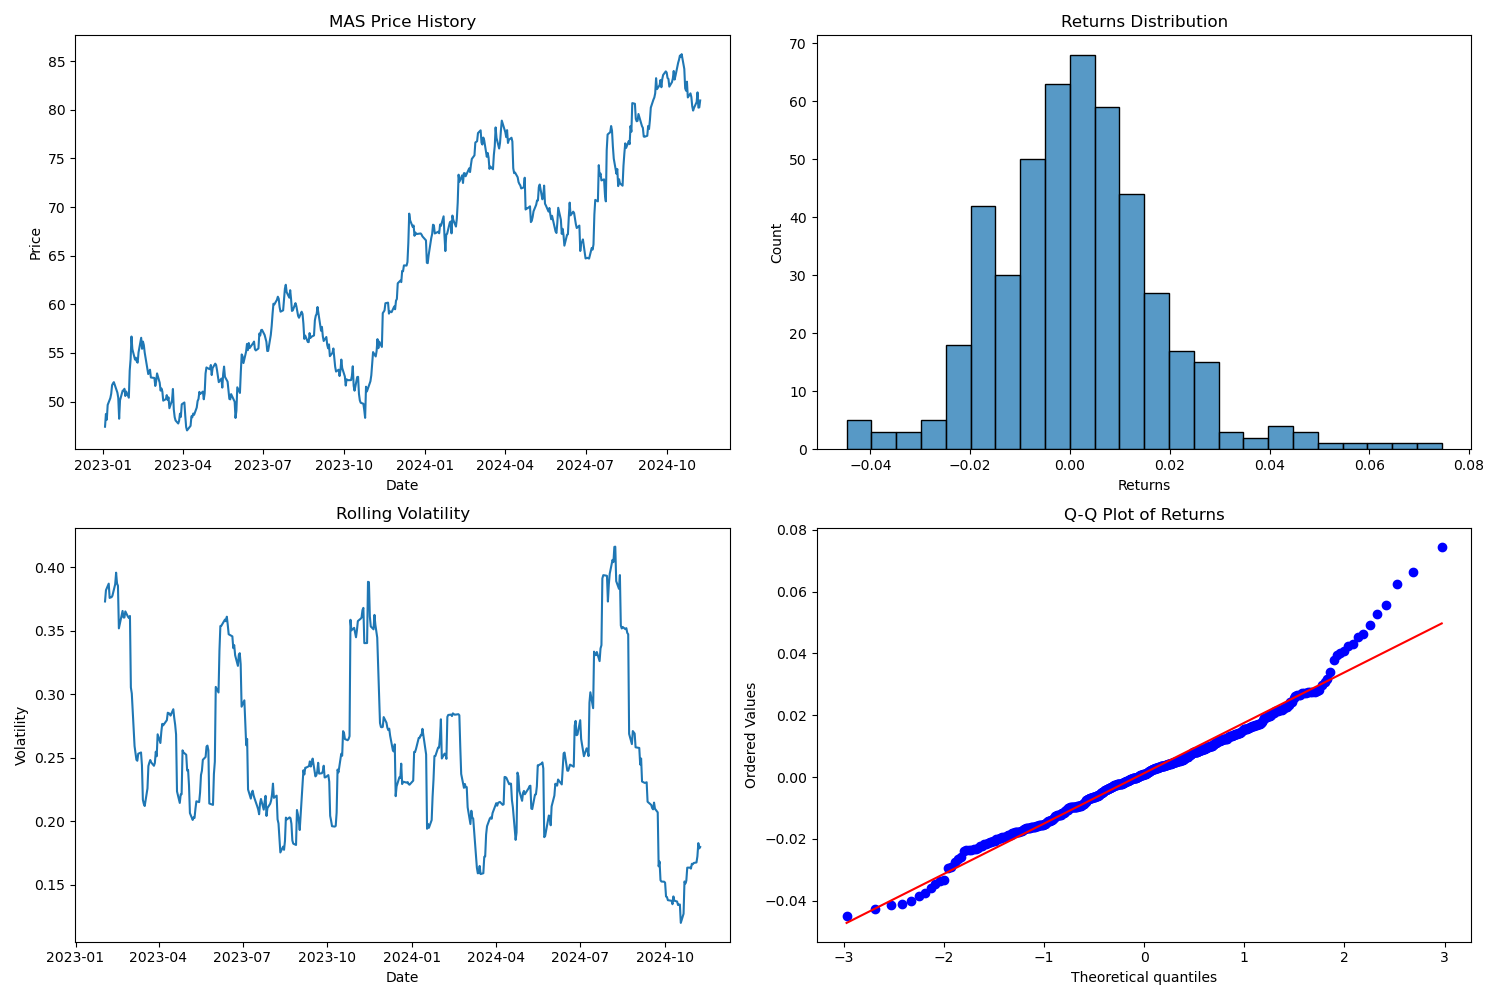 MAS Price History
Price
85
80
75
70
65
60
55
50
2023-01 2023-04 2023-07 2023-10 2024-01 2024-04 2024-07 2024-10
Date
Returns Distribution
Count
70
60
50
40
30
20
10
0
−0.04 −0.02 0.00 0.02 0.04 0.06 0.08
Returns
Rolling Volatility
Volatility
0.40
0.35
0.30
0.25
0.20
0.15
2023-01 2023-04 2023-07 2023-10 2024-01 2024-04 2024-07 2024-10
Date
Q-Q Plot of Returns
Ordered Values
0.08
0.06
0.04
0.02
0.00
−0.02
−0.04
−3 −2 −1 0 1 2 3
Theoretical quantiles